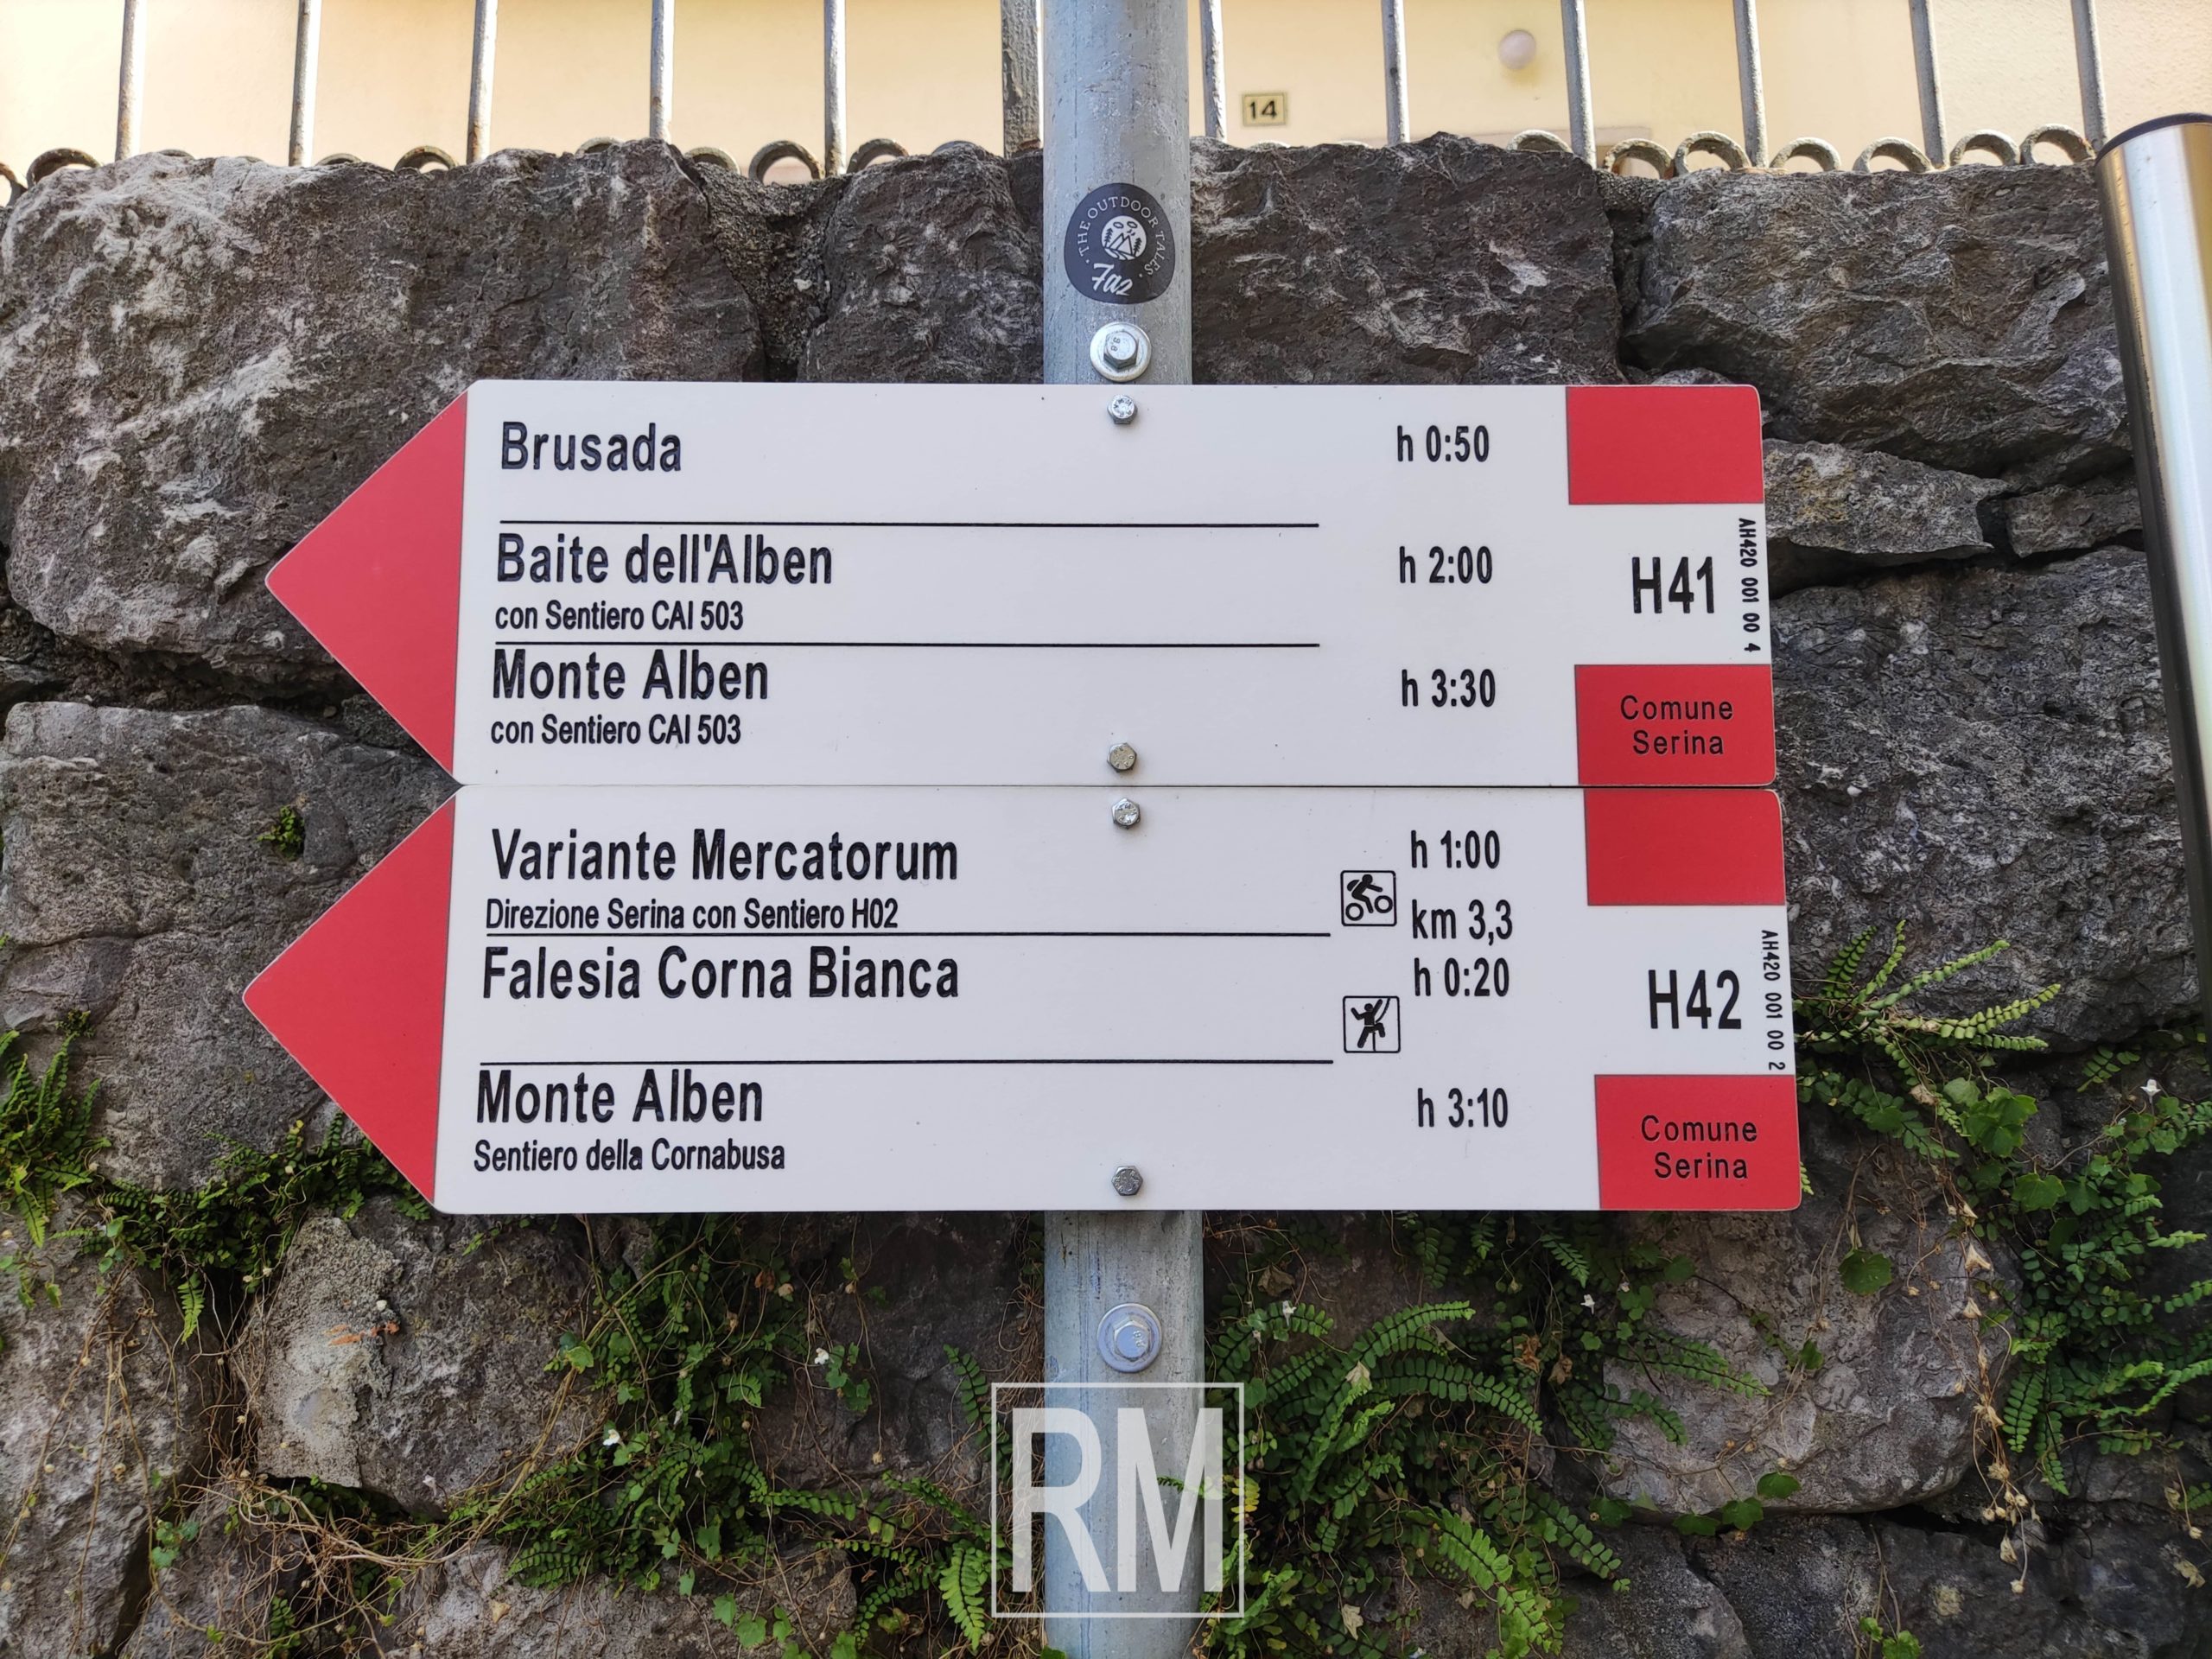 14
· THE OUTDOOR TALES ·
7a2
8.8
Brusada h 0:50
Baite dell'Alben h 2:00
con Sentiero CAI 503
Monte Alben h 3:30
con Sentiero CAI 503
H41
AH420 001 00 4
Comune
Serina
Variante Mercatorum h 1:00
Direzione Serina con Sentiero H02 km 3,3
Falesia Corna Bianca h 0:20
Monte Alben h 3:10
Sentiero della Cornabusa
H42
AH420 001 00 2
Comune
Serina
RM